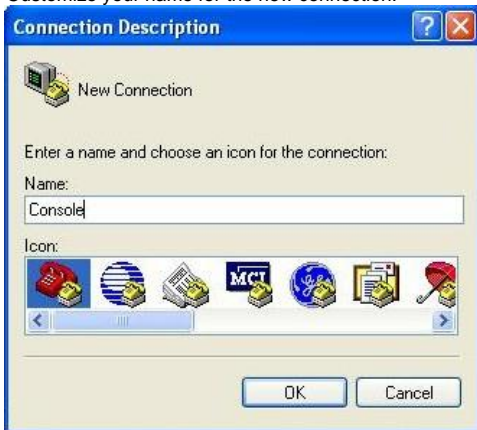 Customize your name for the new connection.
Connection Description
New Connection
Enter a name and choose an icon for the connection:
Name:
Console
Icon:
MCI
OK
Cancel